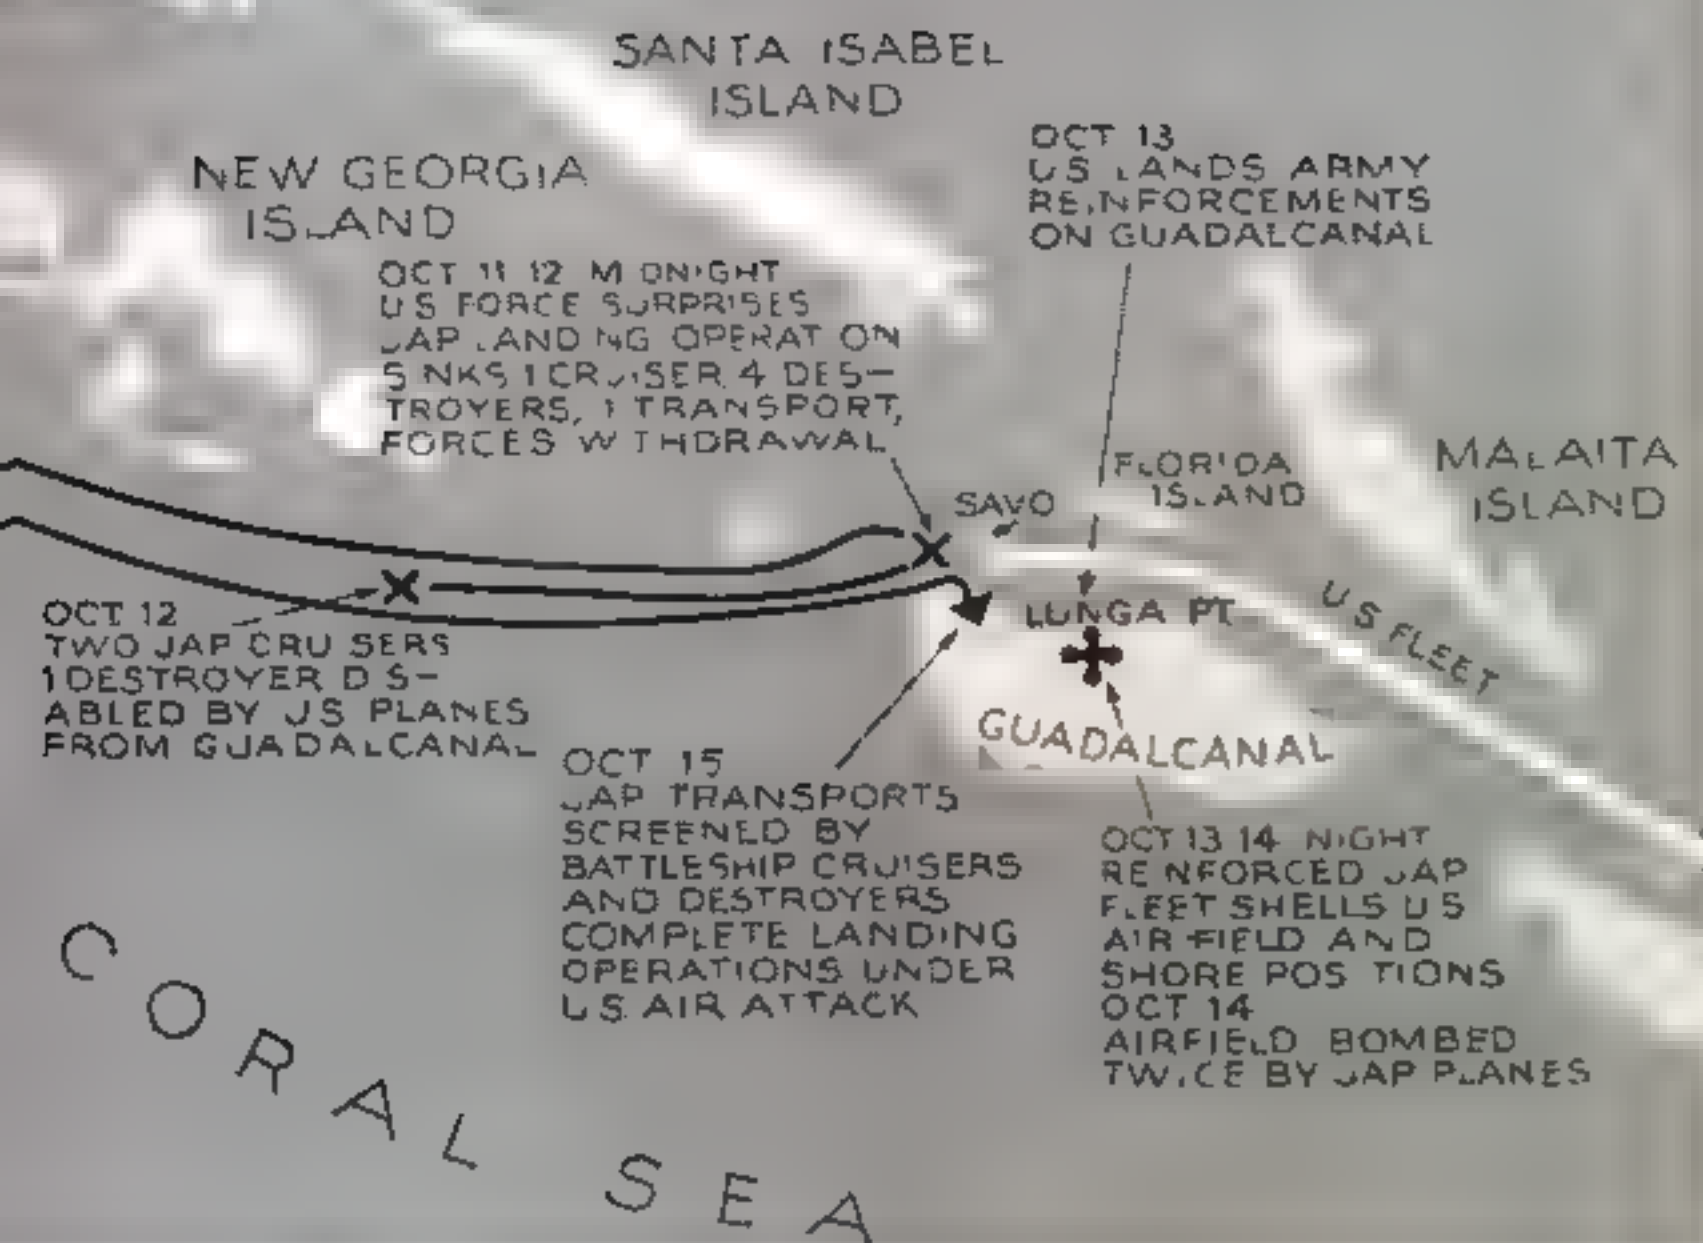 SANTA ISABEL
ISLAND
NEW GEORGIA
ISLAND
OCT 13
US LANDS ARMY
REINFORCEMENTS
ON GUADALCANAL
OCT 11 12 MIDNIGHT
US FORCE SURPRISES
JAP LANDING OPERATION
SINKS 1 CRUISER 4 DES-
TROYERS, 1 TRANSPORT,
FORCES WITHDRAWAL
FLORIDA
ISLAND
MALAITA
ISLAND
SAVO
LUNGA PT
US FLEET
GUADALCANAL
OCT 12
TWO JAP CRUISERS
1 DESTROYER DIS-
ABLED BY US PLANES
FROM GUADALCANAL
OCT 15
JAP TRANSPORTS
SCREENED BY
BATTLESHIP CRUISERS
AND DESTROYERS
COMPLETE LANDING
OPERATIONS UNDER
US AIR ATTACK
OCT 13 14 NIGHT
REINFORCED JAP
FLEET SHELLS US
AIR FIELD AND
SHORE POSITIONS
OCT 14
AIRFIELD BOMBED
TWICE BY JAP PLANES
CORAL SEA